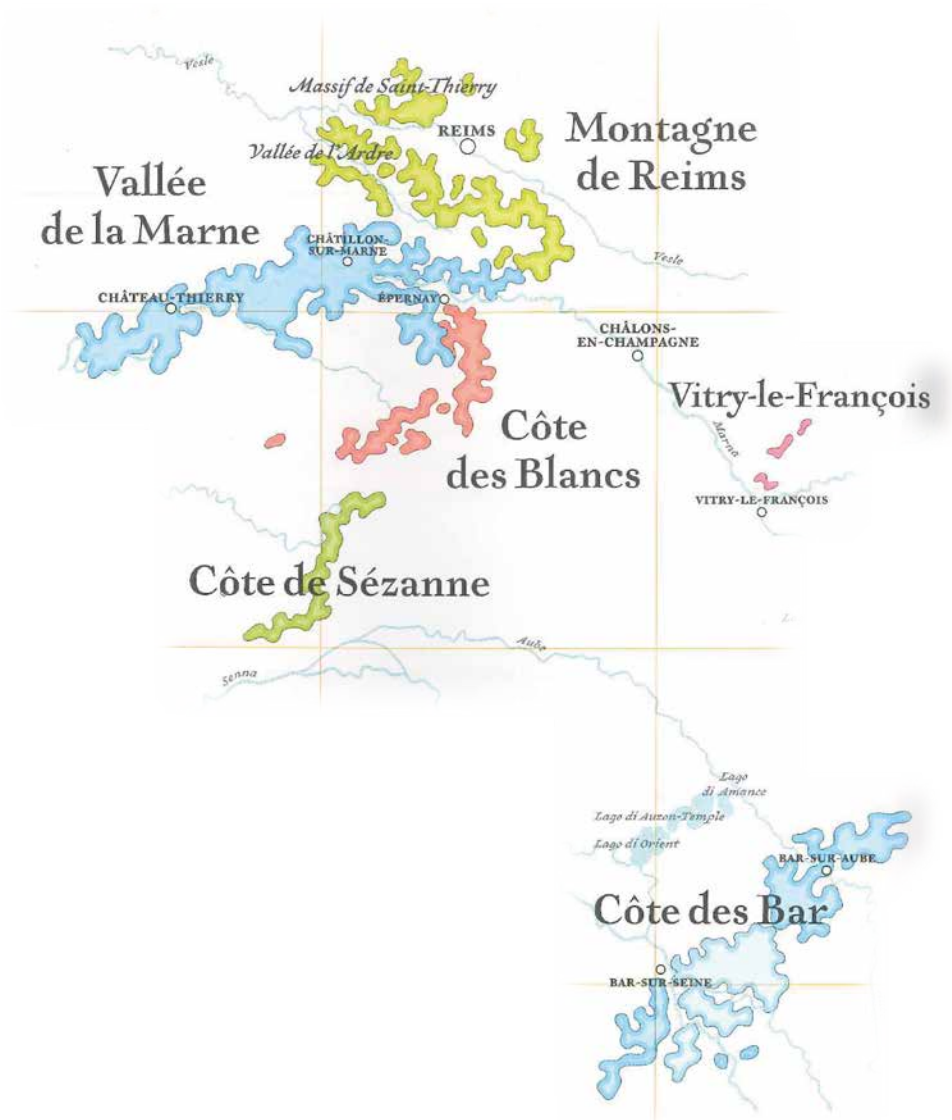 Vesle
Massif de Saint-Thierry
REIMS
Montagne
de Reims
Vallée de l'Ardre
Vallée
de la Marne
CHÂTILLON-
SUR-MARNE
Vesle
CHÂTEAU-THIERRY
ÉPERNAY
CHÂLONS-
EN-CHAMPAGNE
Vitry-le-François
Marna
Côte
des Blancs
VITRY-LE-FRANÇOIS
Côte de Sézanne
Aube
Senna
Lago
di Amance
Lago di Auzon-Temple
Lago di Orient
BAR-SUR-AUBE
Côte des Bar
BAR-SUR-SEINE